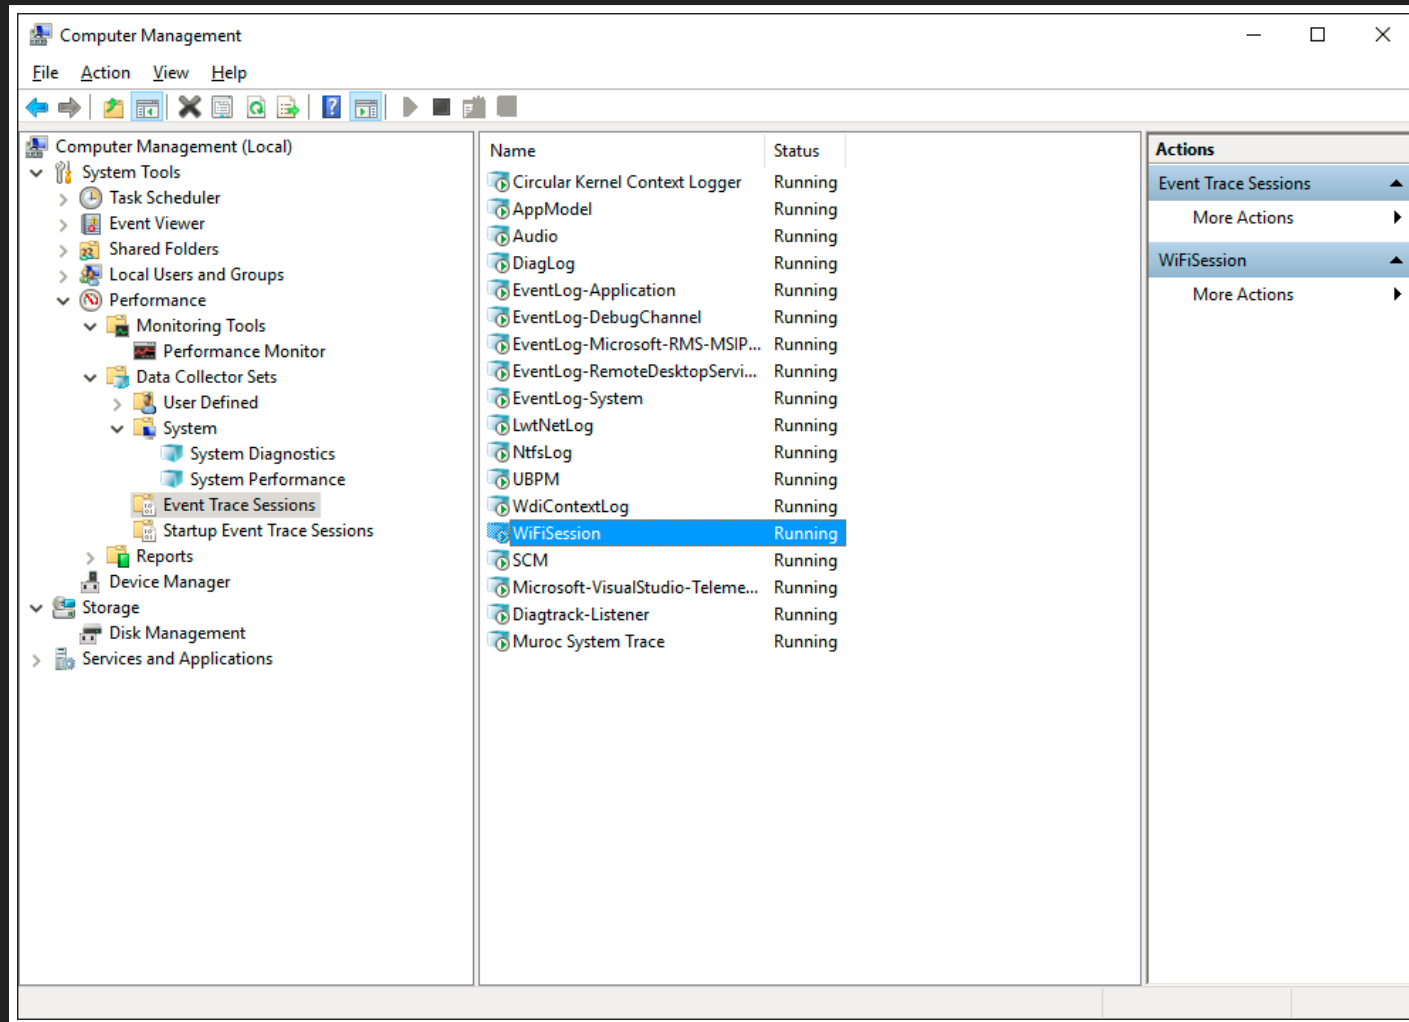 Computer Management
File Action View Help
Computer Management (Local)
System Tools
Task Scheduler
Event Viewer
Shared Folders
Local Users and Groups
Performance
Monitoring Tools
Performance Monitor
Data Collector Sets
User Defined
System
System Diagnostics
System Performance
Event Trace Sessions
Startup Event Trace Sessions
Reports
Device Manager
Storage
Disk Management
Services and Applications
Name Status
Circular Kernel Context Logger Running
AppModel Running
Audio Running
DiagLog Running
EventLog-Application Running
EventLog-DebugChannel Running
EventLog-Microsoft-RMS-MSIP... Running
EventLog-RemoteDesktopServi... Running
EventLog-System Running
LwtNetLog Running
NtfsLog Running
UBPM Running
WdiContextLog Running
WiFiSession Running
SCM Running
Microsoft-VisualStudio-Teleme... Running
Diagtrack-Listener Running
Muroc System Trace Running
Actions
Event Trace Sessions
More Actions
WiFiSession
More Actions